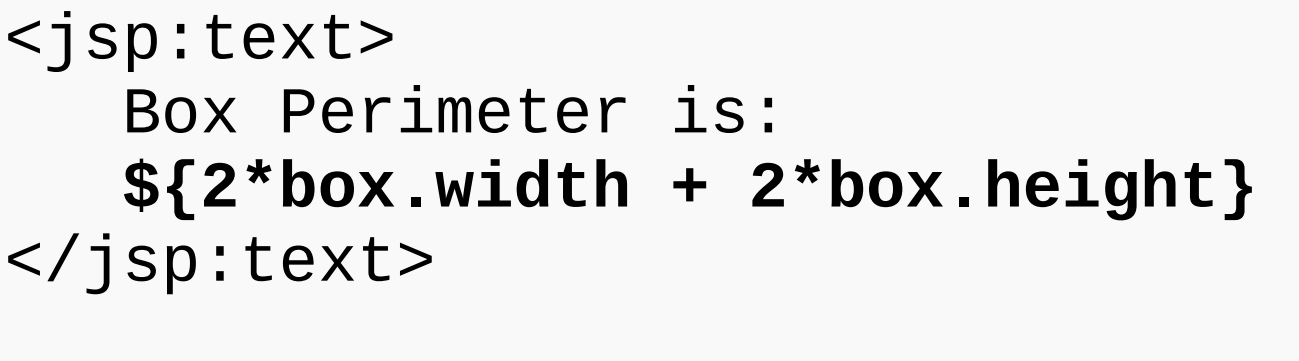 <jsp:text>
   Box Perimeter is:
   ${2*box.width + 2*box.height}
</jsp:text>